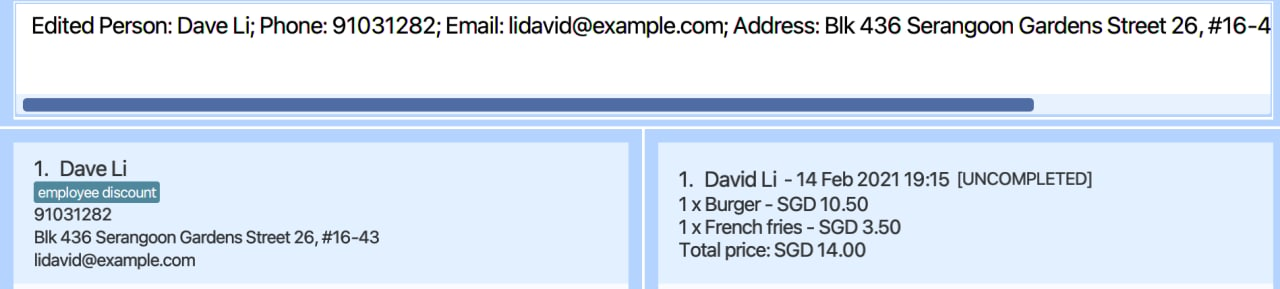 Edited Person: Dave Li; Phone: 91031282; Email: lidavid@example.com; Address: Blk 436 Serangoon Gardens Street 26, #16-4
1. Dave Li
employee discount
91031282
Blk 436 Serangoon Gardens Street 26, #16-43
lidavid@example.com
1. David Li - 14 Feb 2021 19:15 [UNCOMPLETED]
1 x Burger - SGD 10.50
1 x French fries - SGD 3.50
Total price: SGD 14.00